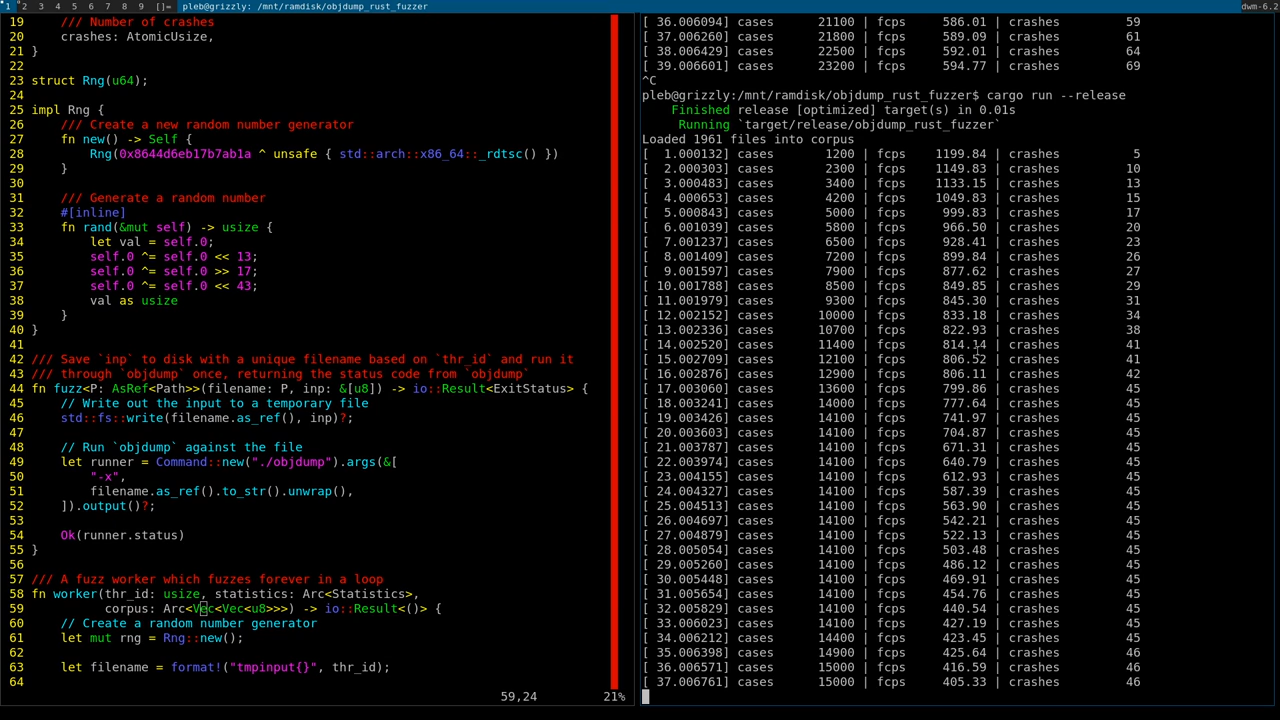 1 2 3 4 5 6 7 8 9 []= pleb@grizzly: /mnt/ramdisk/objdump_rust_fuzzer dwm-6.2
19     /// Number of crashes
20     crashes: AtomicUsize,
21 }
22
23 struct Rng(u64);
24
25 impl Rng {
26     /// Create a new random number generator
27     fn new() -> Self {
28         Rng(0x8644d6eb17b7ab1a ^ unsafe { std::arch::x86_64::_rdtsc() })
29     }
30
31     /// Generate a random number
32     #[inline]
33     fn rand(&mut self) -> usize {
34         let val = self.0;
35         self.0 ^= self.0 << 13;
36         self.0 ^= self.0 >> 17;
37         self.0 ^= self.0 << 43;
38         val as usize
39     }
40 }
41
42 /// Save `inp` to disk with a unique filename based on `thr_id` and run it
43 /// through `objdump` once, returning the status code from `objdump`
44 fn fuzz<P: AsRef<Path>>(filename: P, inp: &[u8]) -> io::Result<ExitStatus> {
45     // Write out the input to a temporary file
46     std::fs::write(filename.as_ref(), inp)?;
47
48     // Run `objdump` against the file
49     let runner = Command::new("./objdump").args(&[
50         "-x",
51         filename.as_ref().to_str().unwrap(),
52     ]).output()?;
53
54     Ok(runner.status)
55 }
56
57 /// A fuzz worker which fuzzes forever in a loop
58 fn worker(thr_id: usize, statistics: Arc<Statistics>,
59           corpus: Arc<Vec<Vec<u8>>>) -> io::Result<()> {
60     // Create a random number generator
61     let mut rng = Rng::new();
62
63     let filename = format!("tmpinput{}", thr_id);
64
59,24 21%
[ 36.006094] cases 21100 | fcps 586.01 | crashes 59
[ 37.006260] cases 21800 | fcps 589.09 | crashes 61
[ 38.006429] cases 22500 | fcps 592.01 | crashes 64
[ 39.006601] cases 23200 | fcps 594.77 | crashes 69
^C
pleb@grizzly:/mnt/ramdisk/objdump_rust_fuzzer$ cargo run --release
Finished release [optimized] target(s) in 0.01s
Running `target/release/objdump_rust_fuzzer`
Loaded 1961 files into corpus
[ 1.000132] cases 1200 | fcps 1199.84 | crashes 5
[ 2.000303] cases 2300 | fcps 1149.83 | crashes 10
[ 3.000483] cases 3400 | fcps 1133.15 | crashes 13
[ 4.000653] cases 4200 | fcps 1049.83 | crashes 15
[ 5.000843] cases 5000 | fcps 999.83 | crashes 17
[ 6.001039] cases 5800 | fcps 966.50 | crashes 20
[ 7.001237] cases 6500 | fcps 928.41 | crashes 23
[ 8.001409] cases 7200 | fcps 899.84 | crashes 26
[ 9.001597] cases 7900 | fcps 877.62 | crashes 27
[ 10.001788] cases 8500 | fcps 849.85 | crashes 29
[ 11.001979] cases 9300 | fcps 845.30 | crashes 31
[ 12.002152] cases 10000 | fcps 833.18 | crashes 34
[ 13.002336] cases 10700 | fcps 822.93 | crashes 38
[ 14.002520] cases 11400 | fcps 814.14 | crashes 41
[ 15.002709] cases 12100 | fcps 806.52 | crashes 41
[ 16.002876] cases 12900 | fcps 806.11 | crashes 42
[ 17.003060] cases 13600 | fcps 799.86 | crashes 45
[ 18.003241] cases 14000 | fcps 777.64 | crashes 45
[ 19.003426] cases 14100 | fcps 741.97 | crashes 45
[ 20.003603] cases 14100 | fcps 704.87 | crashes 45
[ 21.003787] cases 14100 | fcps 671.31 | crashes 45
[ 22.003974] cases 14100 | fcps 640.79 | crashes 45
[ 23.004155] cases 14100 | fcps 612.93 | crashes 45
[ 24.004327] cases 14100 | fcps 587.39 | crashes 45
[ 25.004513] cases 14100 | fcps 563.90 | crashes 45
[ 26.004697] cases 14100 | fcps 542.21 | crashes 45
[ 27.004879] cases 14100 | fcps 522.13 | crashes 45
[ 28.005054] cases 14100 | fcps 503.48 | crashes 45
[ 29.005260] cases 14100 | fcps 486.12 | crashes 45
[ 30.005448] cases 14100 | fcps 469.91 | crashes 45
[ 31.005654] cases 14100 | fcps 454.76 | crashes 45
[ 32.005829] cases 14100 | fcps 440.54 | crashes 45
[ 33.006023] cases 14100 | fcps 427.19 | crashes 45
[ 34.006212] cases 14400 | fcps 423.45 | crashes 45
[ 35.006398] cases 14900 | fcps 425.64 | crashes 46
[ 36.006571] cases 15000 | fcps 416.59 | crashes 46
[ 37.006761] cases 15000 | fcps 405.33 | crashes 46